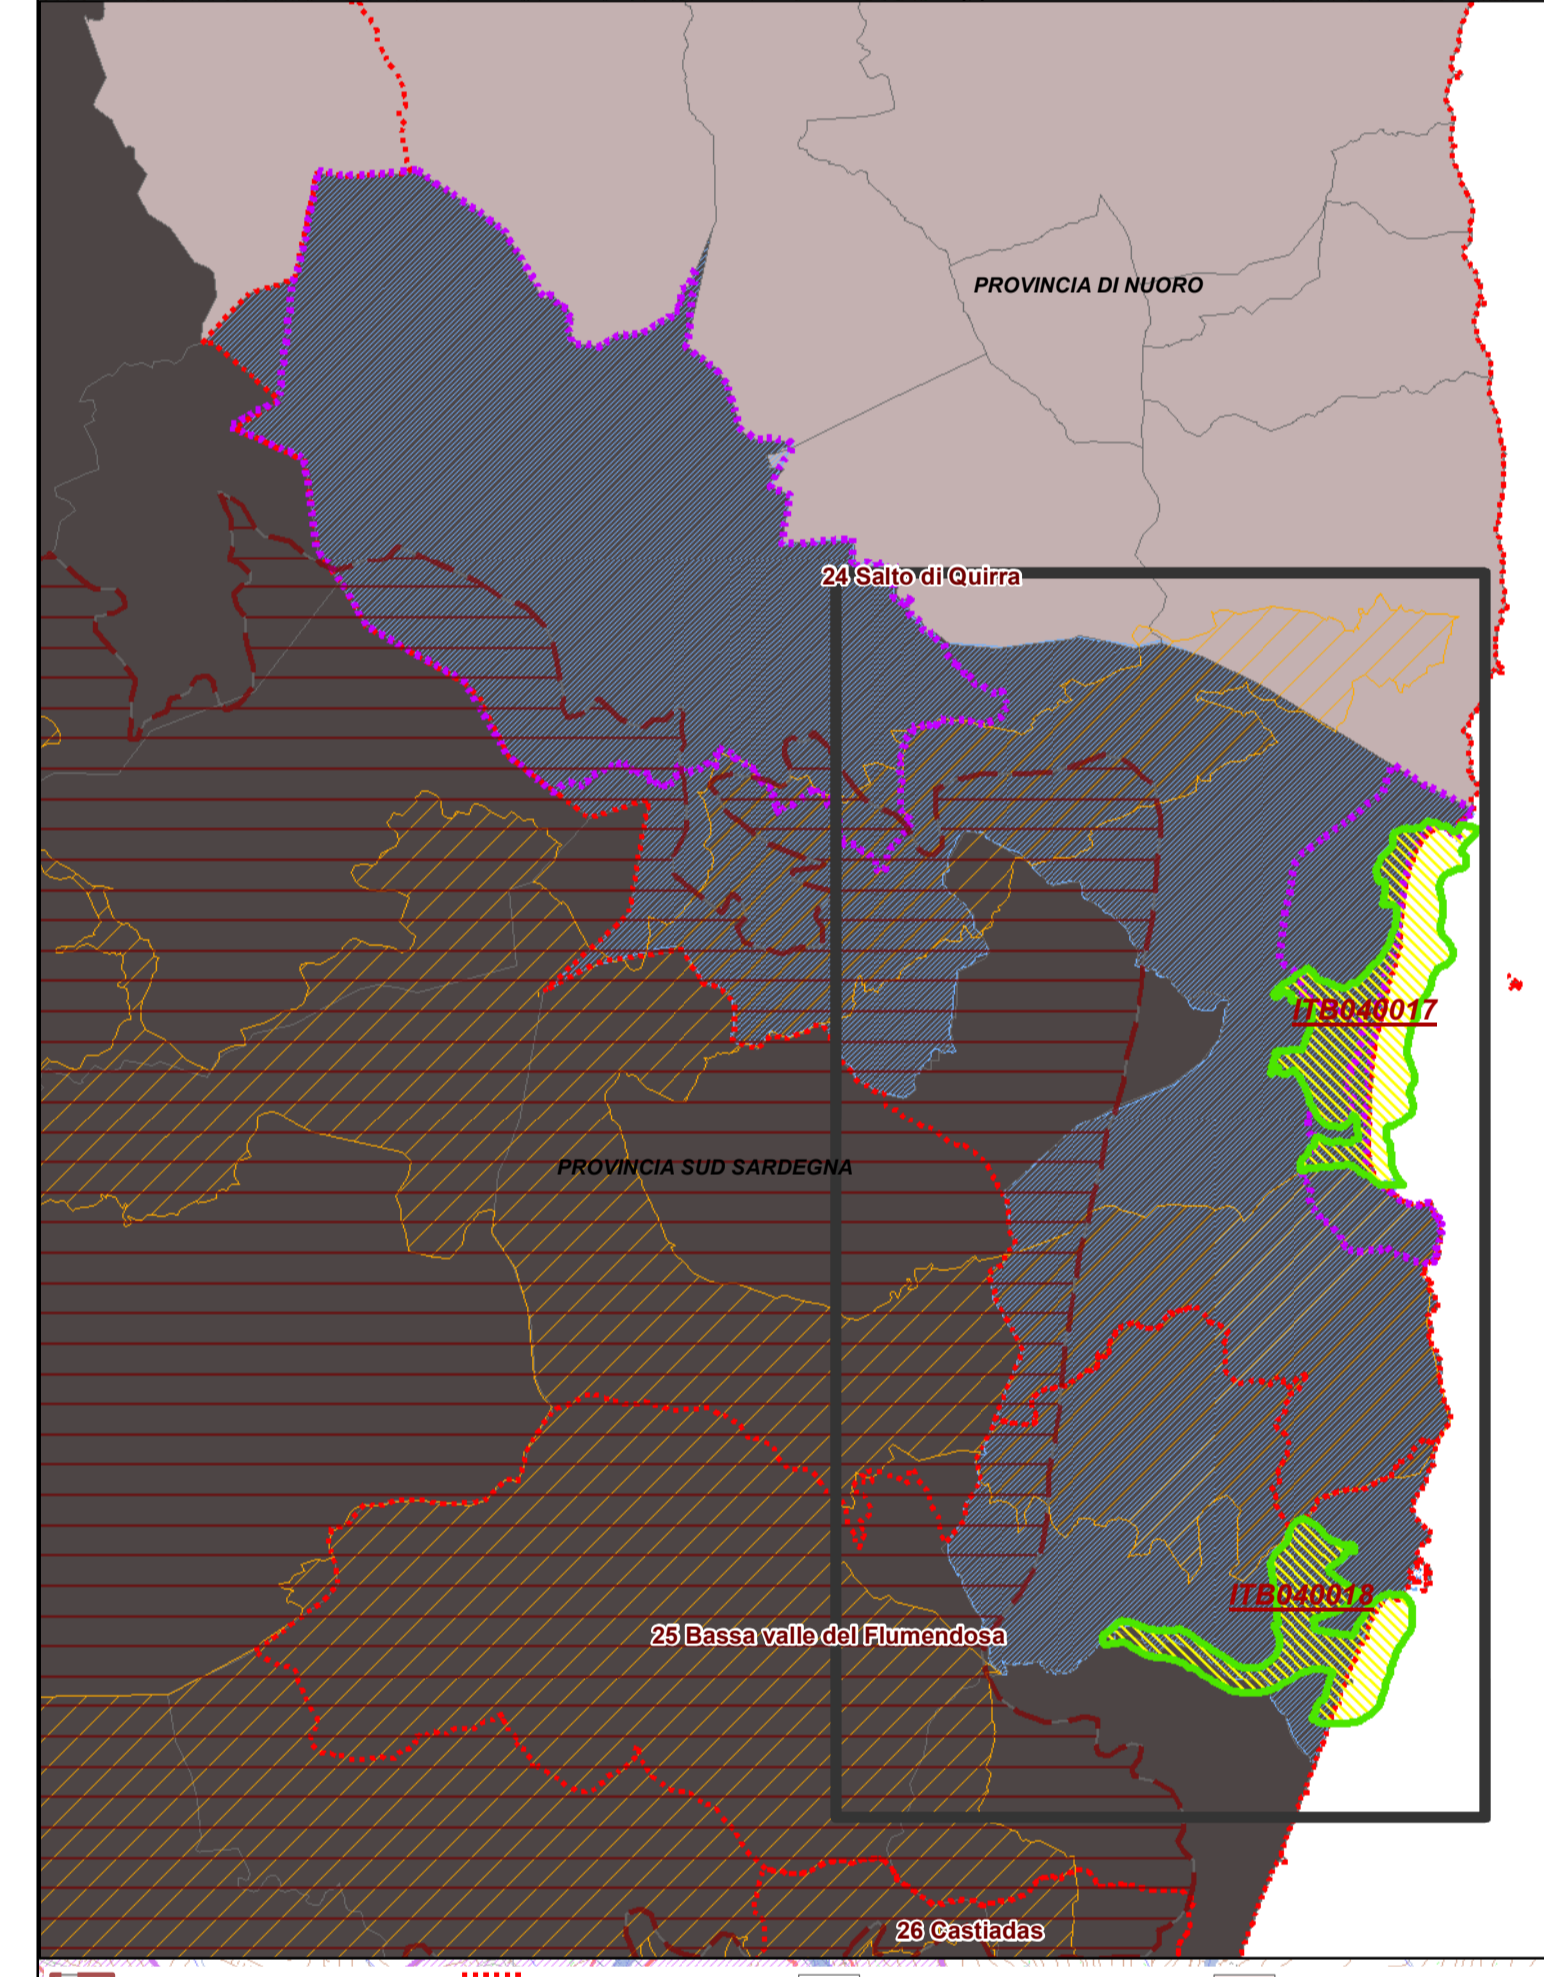 PROVINCIA DI NUORO
24 Salto di Quirra
ITB040017
PROVINCIA SUD SARDEGNA
ITB040018
25 Bassa valle del Flumendosa
26 Castiadas